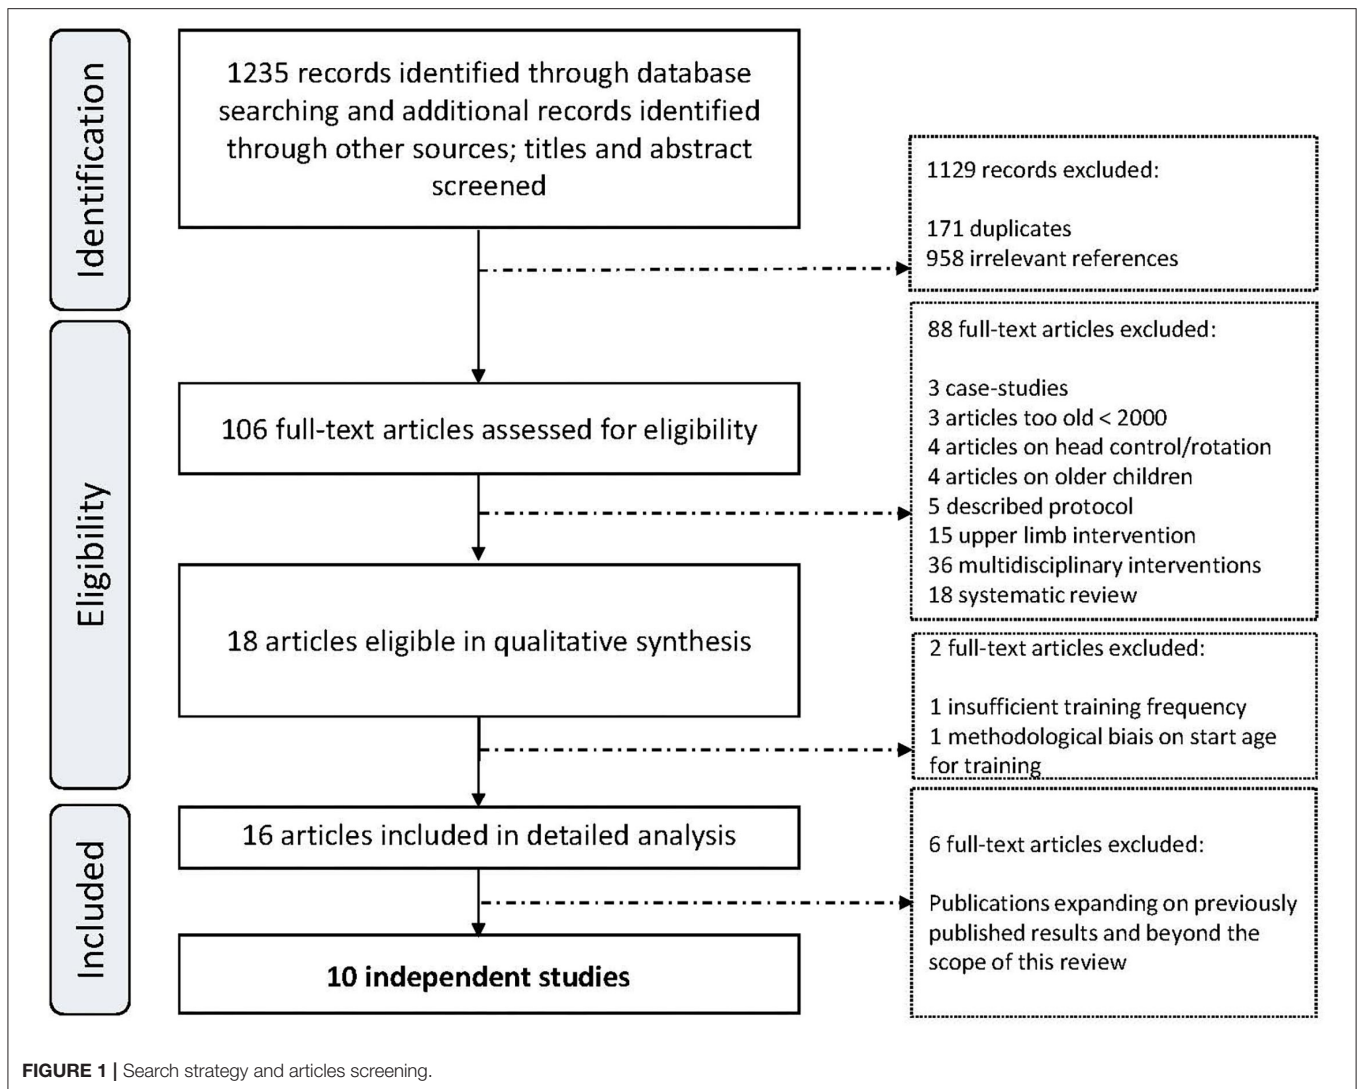 Identification
1235 records identified through database
searching and additional records identified
through other sources; titles and abstract
screened
1129 records excluded:
171 duplicates
958 irrelevant references
Eligibility
106 full-text articles assessed for eligibility
88 full-text articles excluded:
3 case-studies
3 articles too old < 2000
4 articles on head control/rotation
4 articles on older children
5 described protocol
15 upper limb intervention
36 multidisciplinary interventions
18 systematic review
18 articles eligible in qualitative synthesis
2 full-text articles excluded:
1 insufficient training frequency
1 methodological biais on start age
for training
Included
16 articles included in detailed analysis
6 full-text articles excluded:
Publications expanding on previously
published results and beyond the
scope of this review
10 independent studies
FIGURE 1 | Search strategy and articles screening.